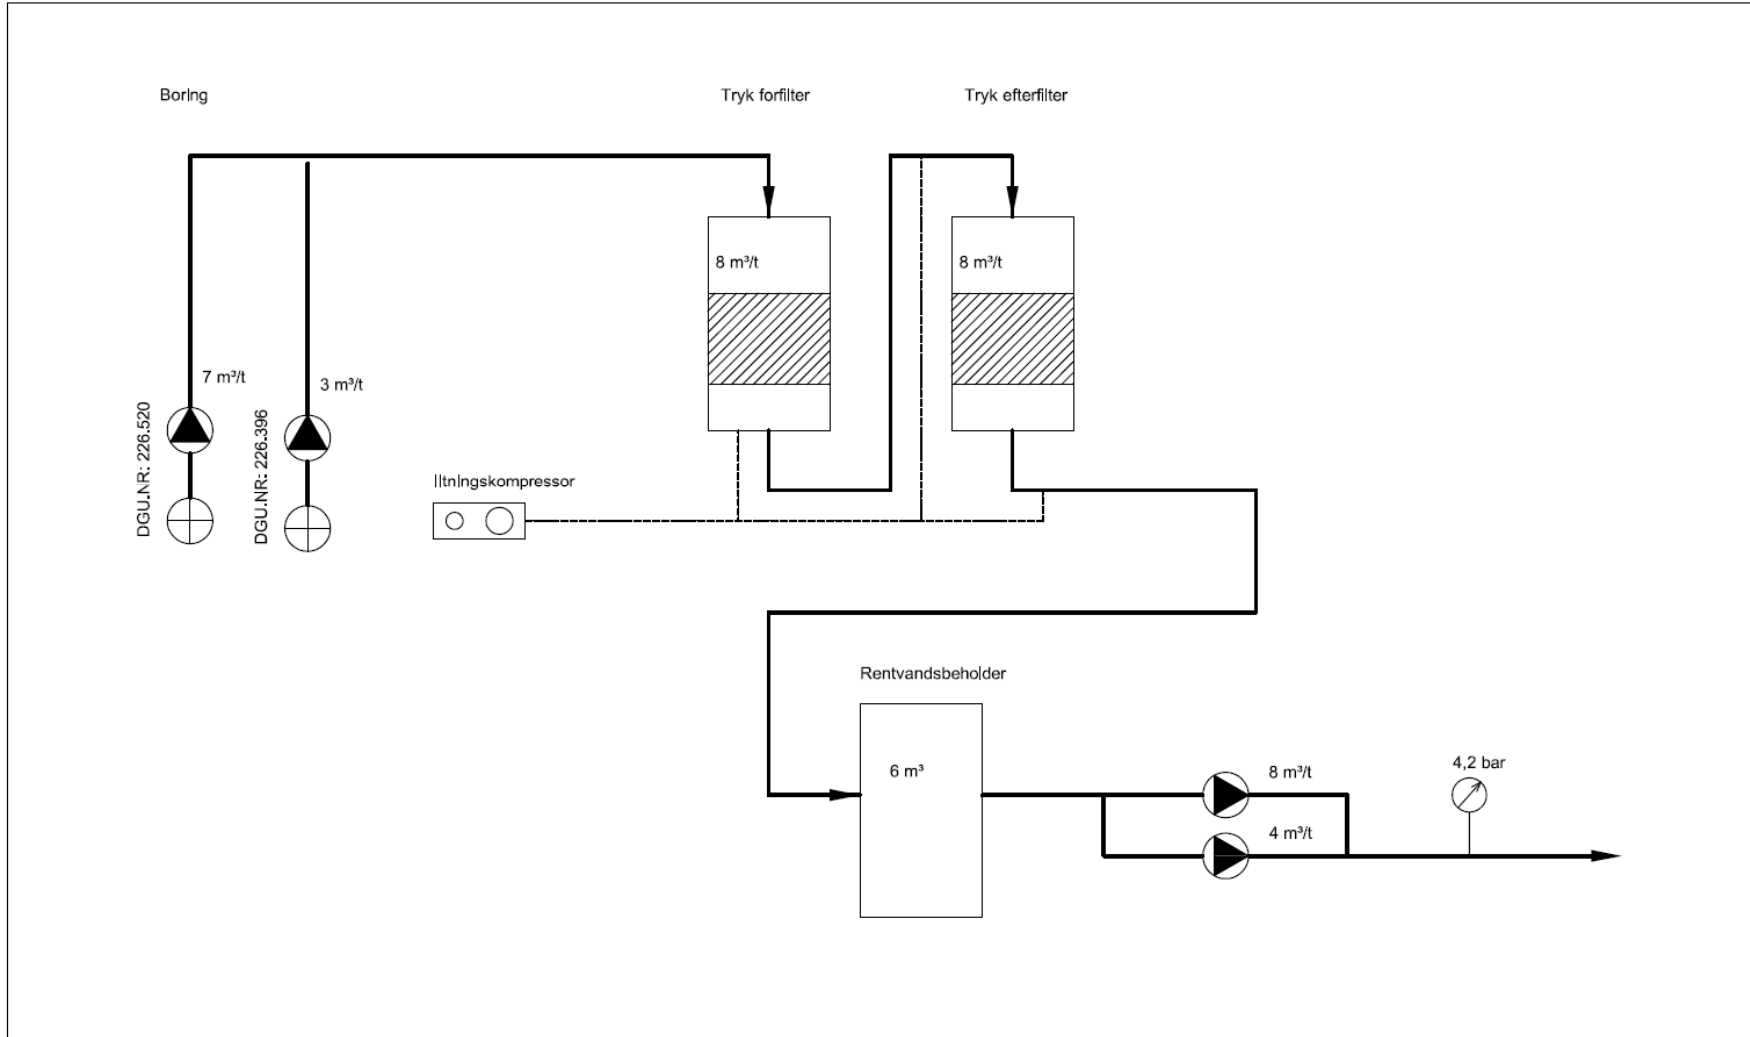 Boring
Tryk forfilter
Tryk efterfilter
8 m³/t
8 m³/t
7 m³/t
3 m³/t
DGU.NR: 226.520
DGU.NR: 226.396
Iltningskompressor
Rentvandsbeholder
6 m³
8 m³/t
4 m³/t
4,2 bar